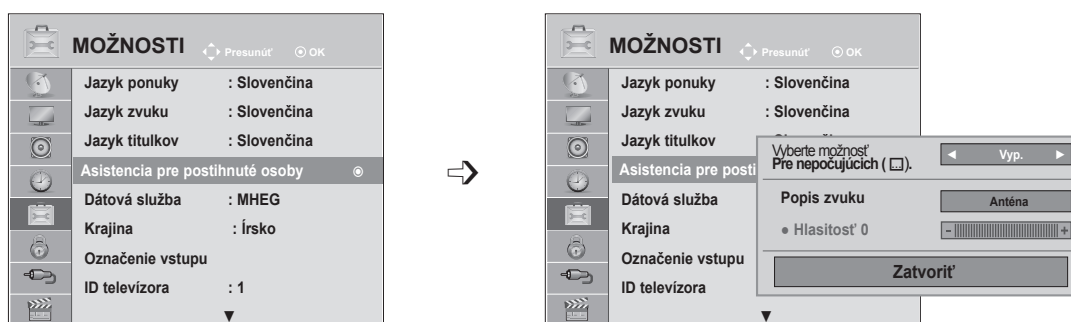 MOŽNOSTI Presunúť OK
Jazyk ponuky : Slovenčina
Jazyk zvuku : Slovenčina
Jazyk titulkov : Slovenčina
Asistencia pre postihnuté osoby
Dátová služba : MHEG
Krajina : Írsko
Označenie vstupu
ID televízora : 1
MOŽNOSTI Presunúť OK
Jazyk ponuky : Slovenčina
Jazyk zvuku : Slovenčina
Jazyk titulkov
Asistencia pre posti
Dátová služba
Krajina
Označenie vstupu
ID televízora
Vyberte možnosť
Pre nepočujúcich ( ). ◄ Vyp. ►
Popis zvuku Anténa
● Hlasitosť 0 - +
Zatvoriť